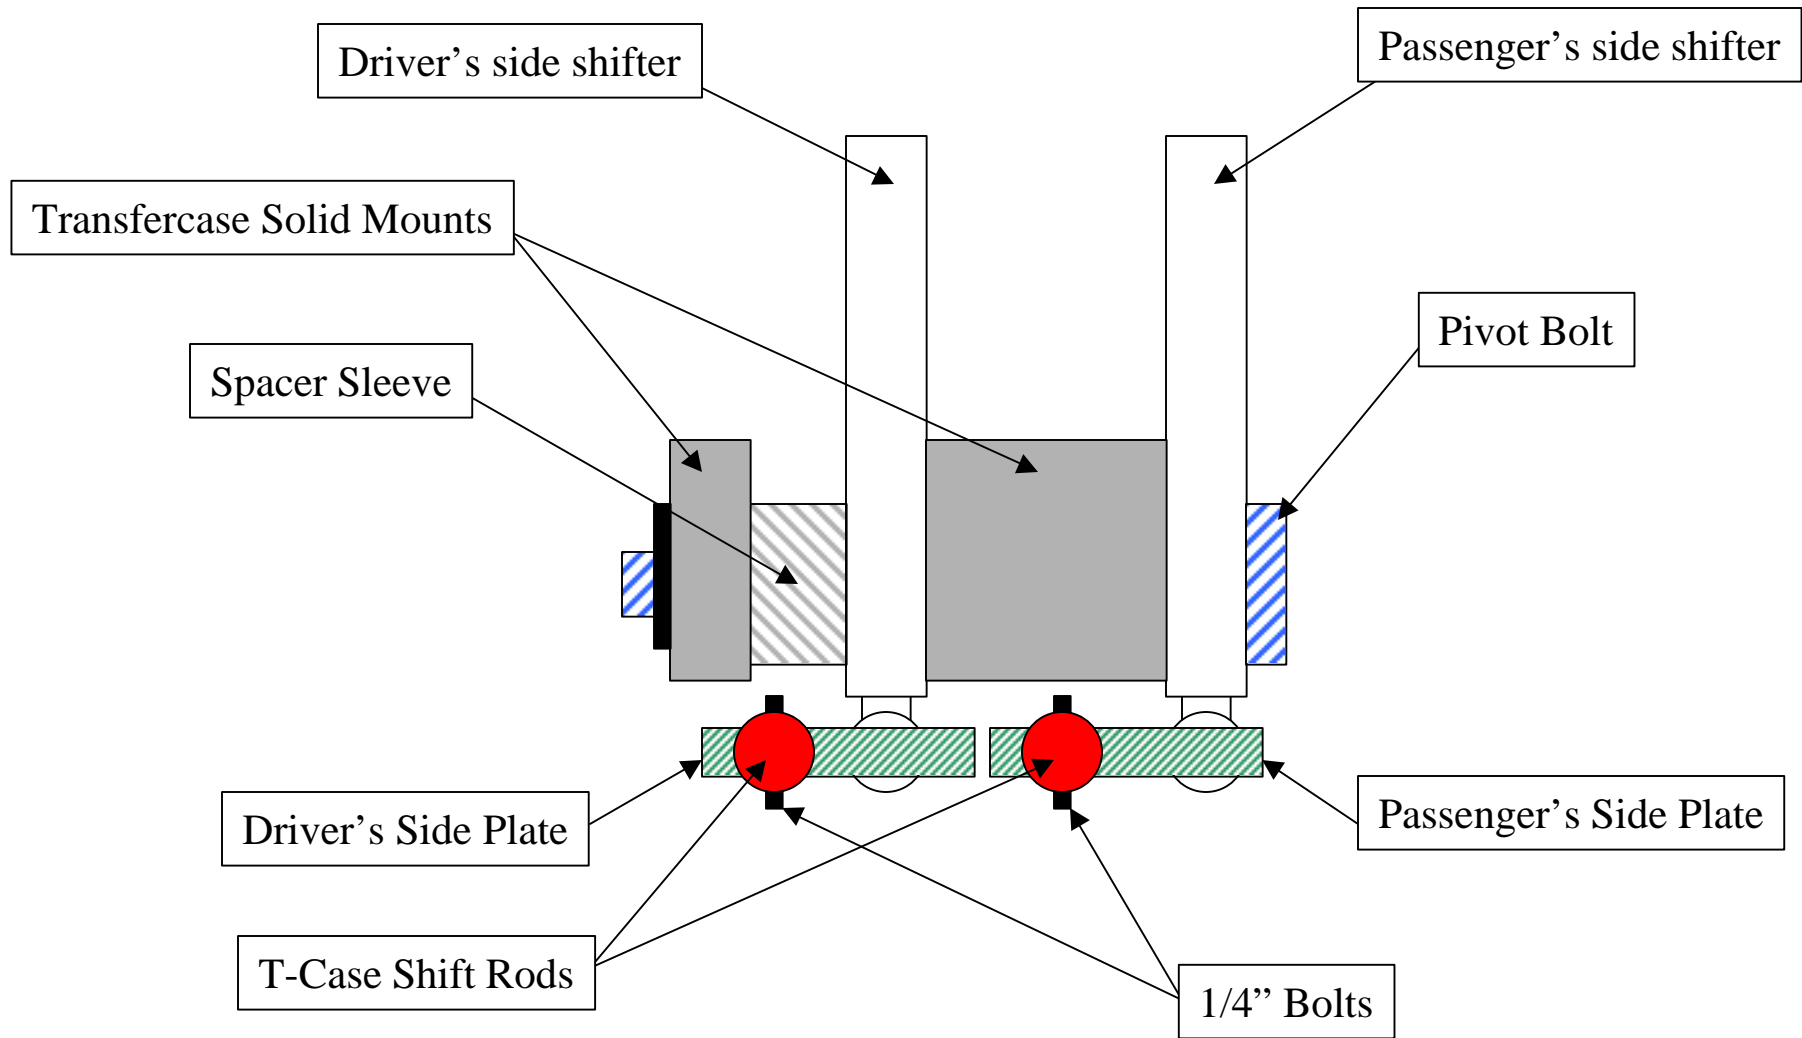 Driver’s side shifter
Passenger’s side shifter
Transfercase Solid Mounts
Pivot Bolt
Spacer Sleeve
Driver’s Side Plate
Passenger’s Side Plate
T-Case Shift Rods
1/4” Bolts